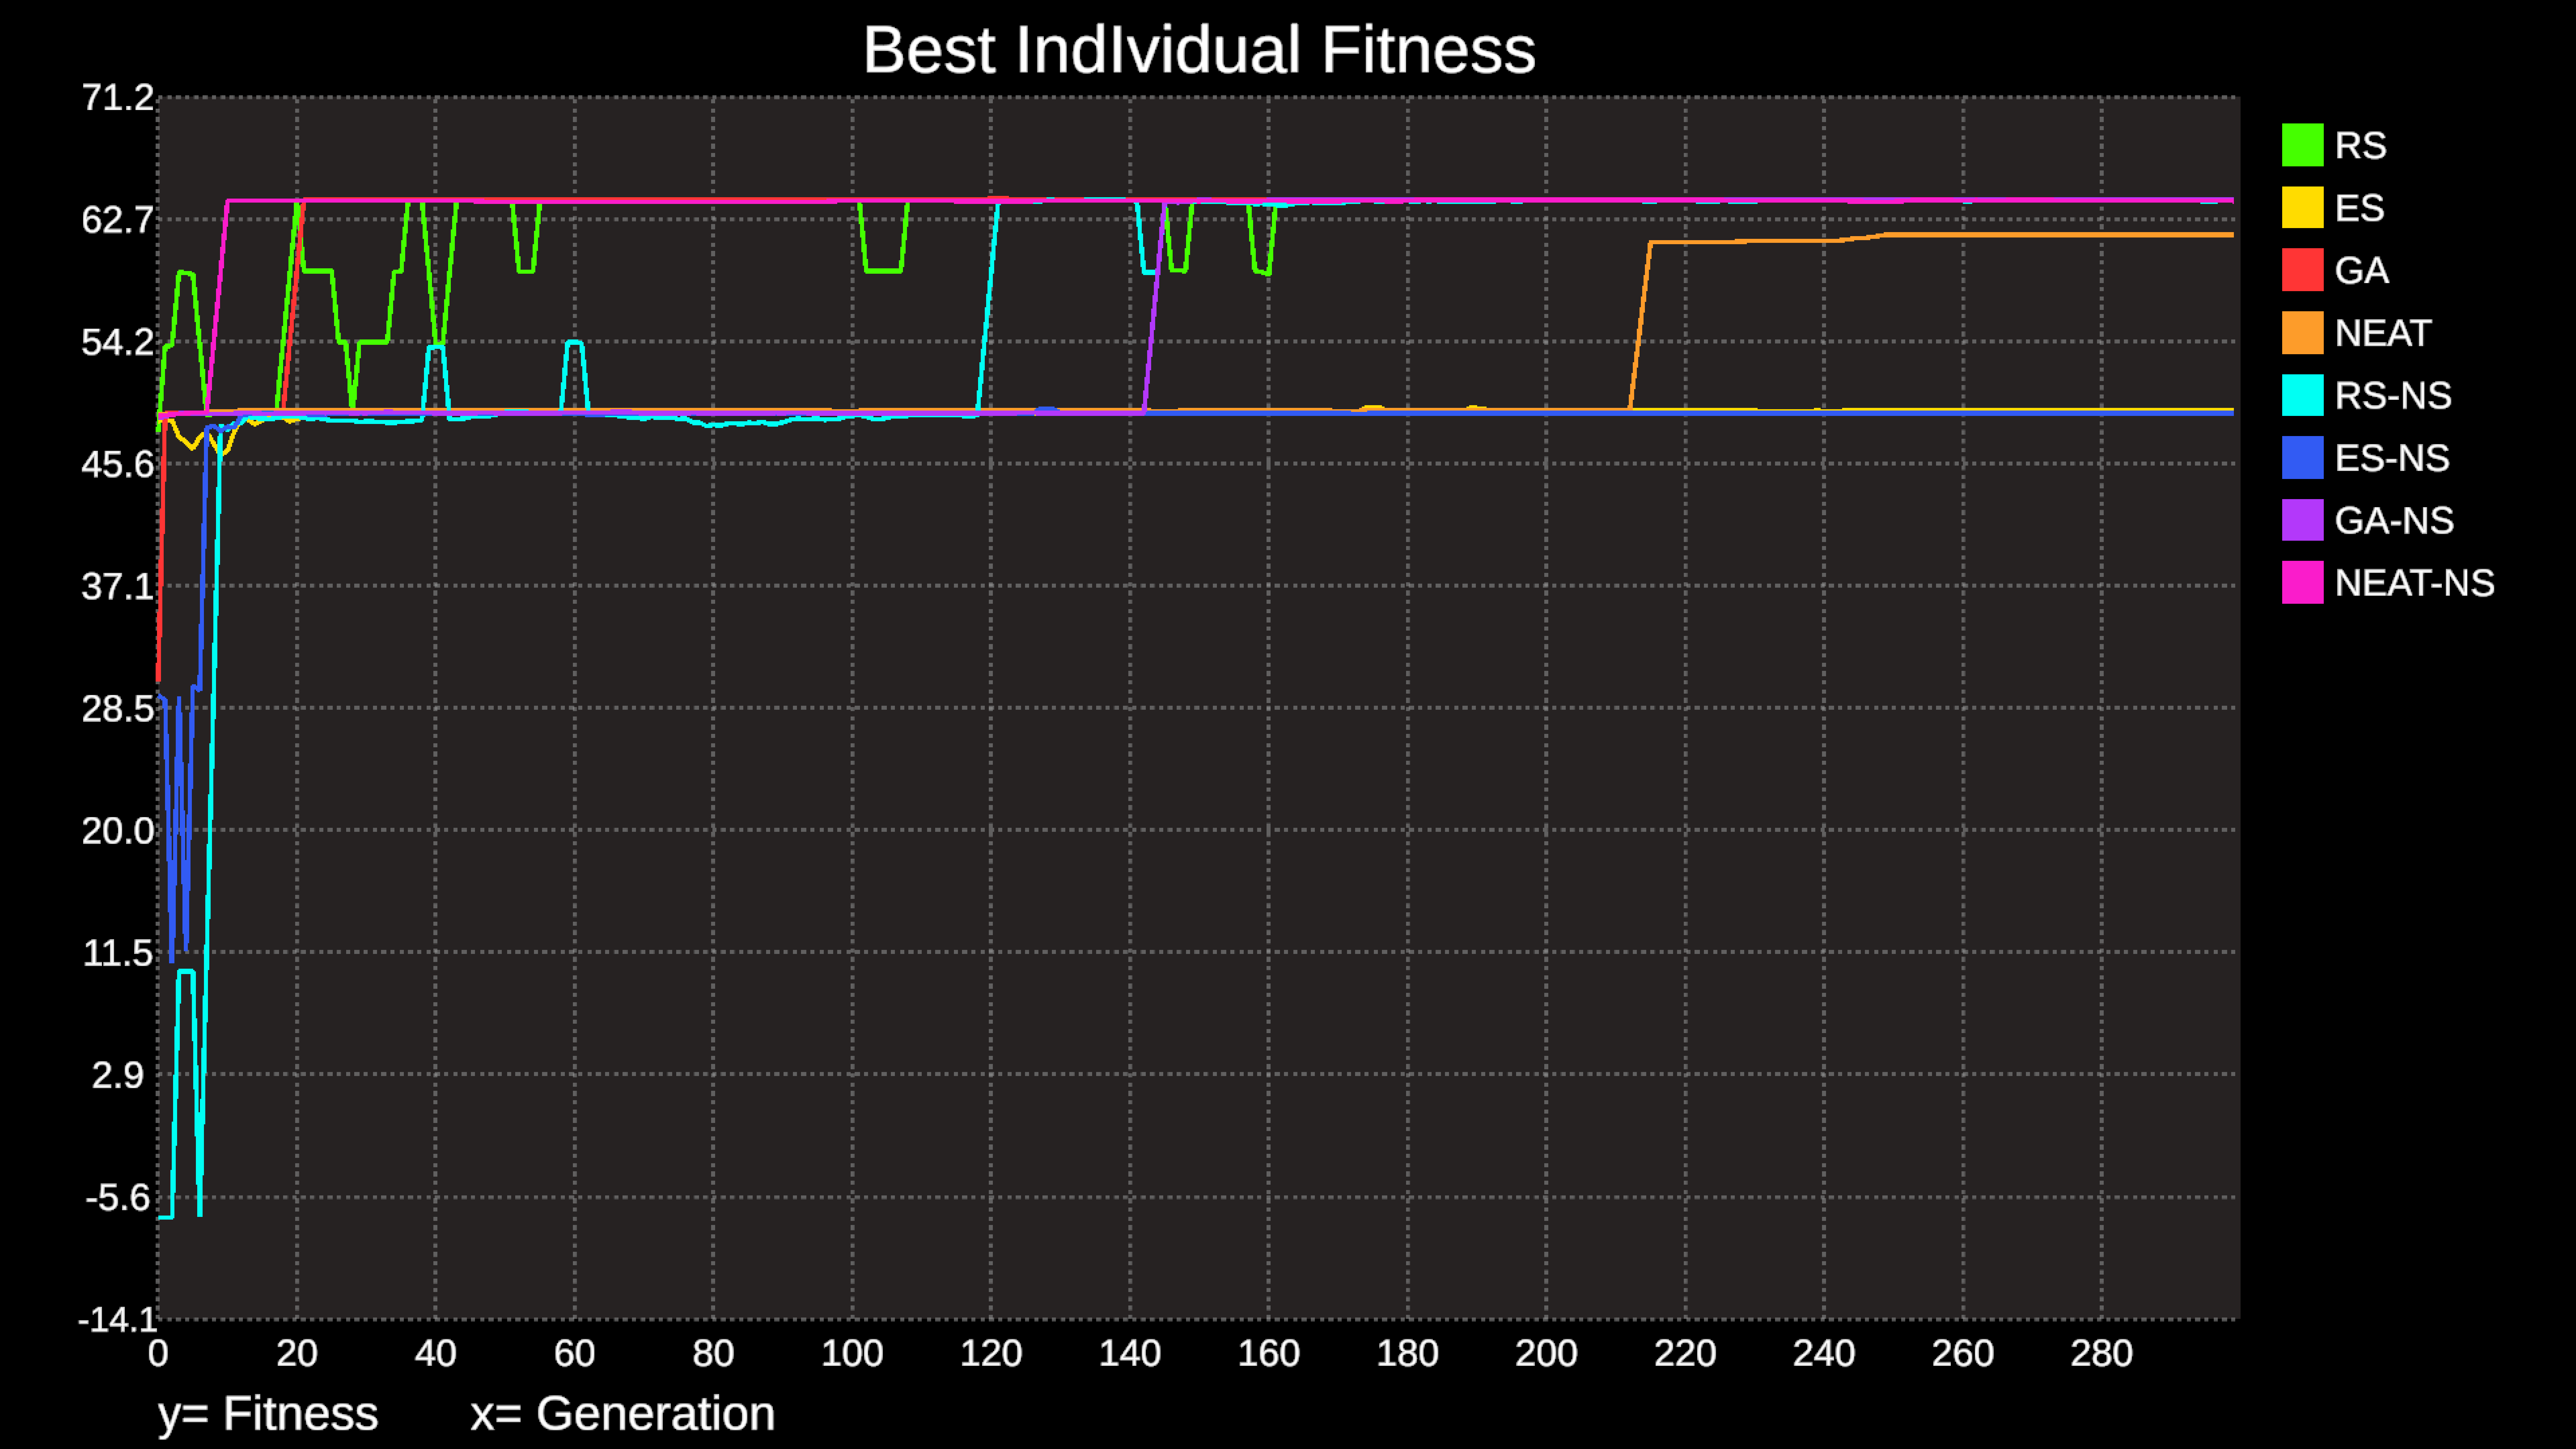 Best IndIvidual Fitness
71.2
62.7
54.2
45.6
37.1
28.5
20.0
11.5
2.9
-5.6
-14.1
0 20 40 60 80 100 120 140 160 180 200 220 240 260 280
y= Fitness x= Generation
RS
ES
GA
NEAT
RS-NS
ES-NS
GA-NS
NEAT-NS